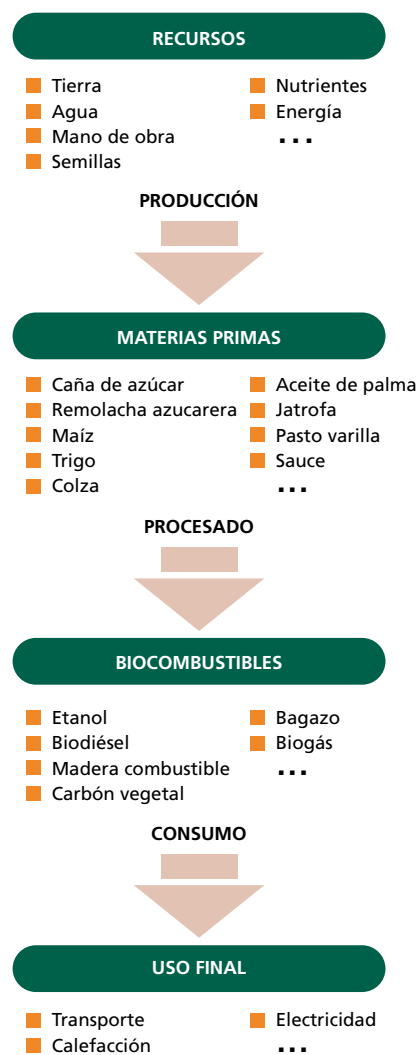 RECURSOS
Tierra
Agua
Mano de obra
Semillas
Nutrientes
Energía
...
PRODUCCIÓN
MATERIAS PRIMAS
Caña de azúcar
Remolacha azucarera
Maíz
Trigo
Colza
Aceite de palma
Jatrofa
Pasto varilla
Sauce
...
PROCESADO
BIOCOMBUSTIBLES
Etanol
Biodiésel
Madera combustible
Carbón vegetal
Bagazo
Biogás
...
CONSUMO
USO FINAL
Transporte
Calefacción
Electricidad
...